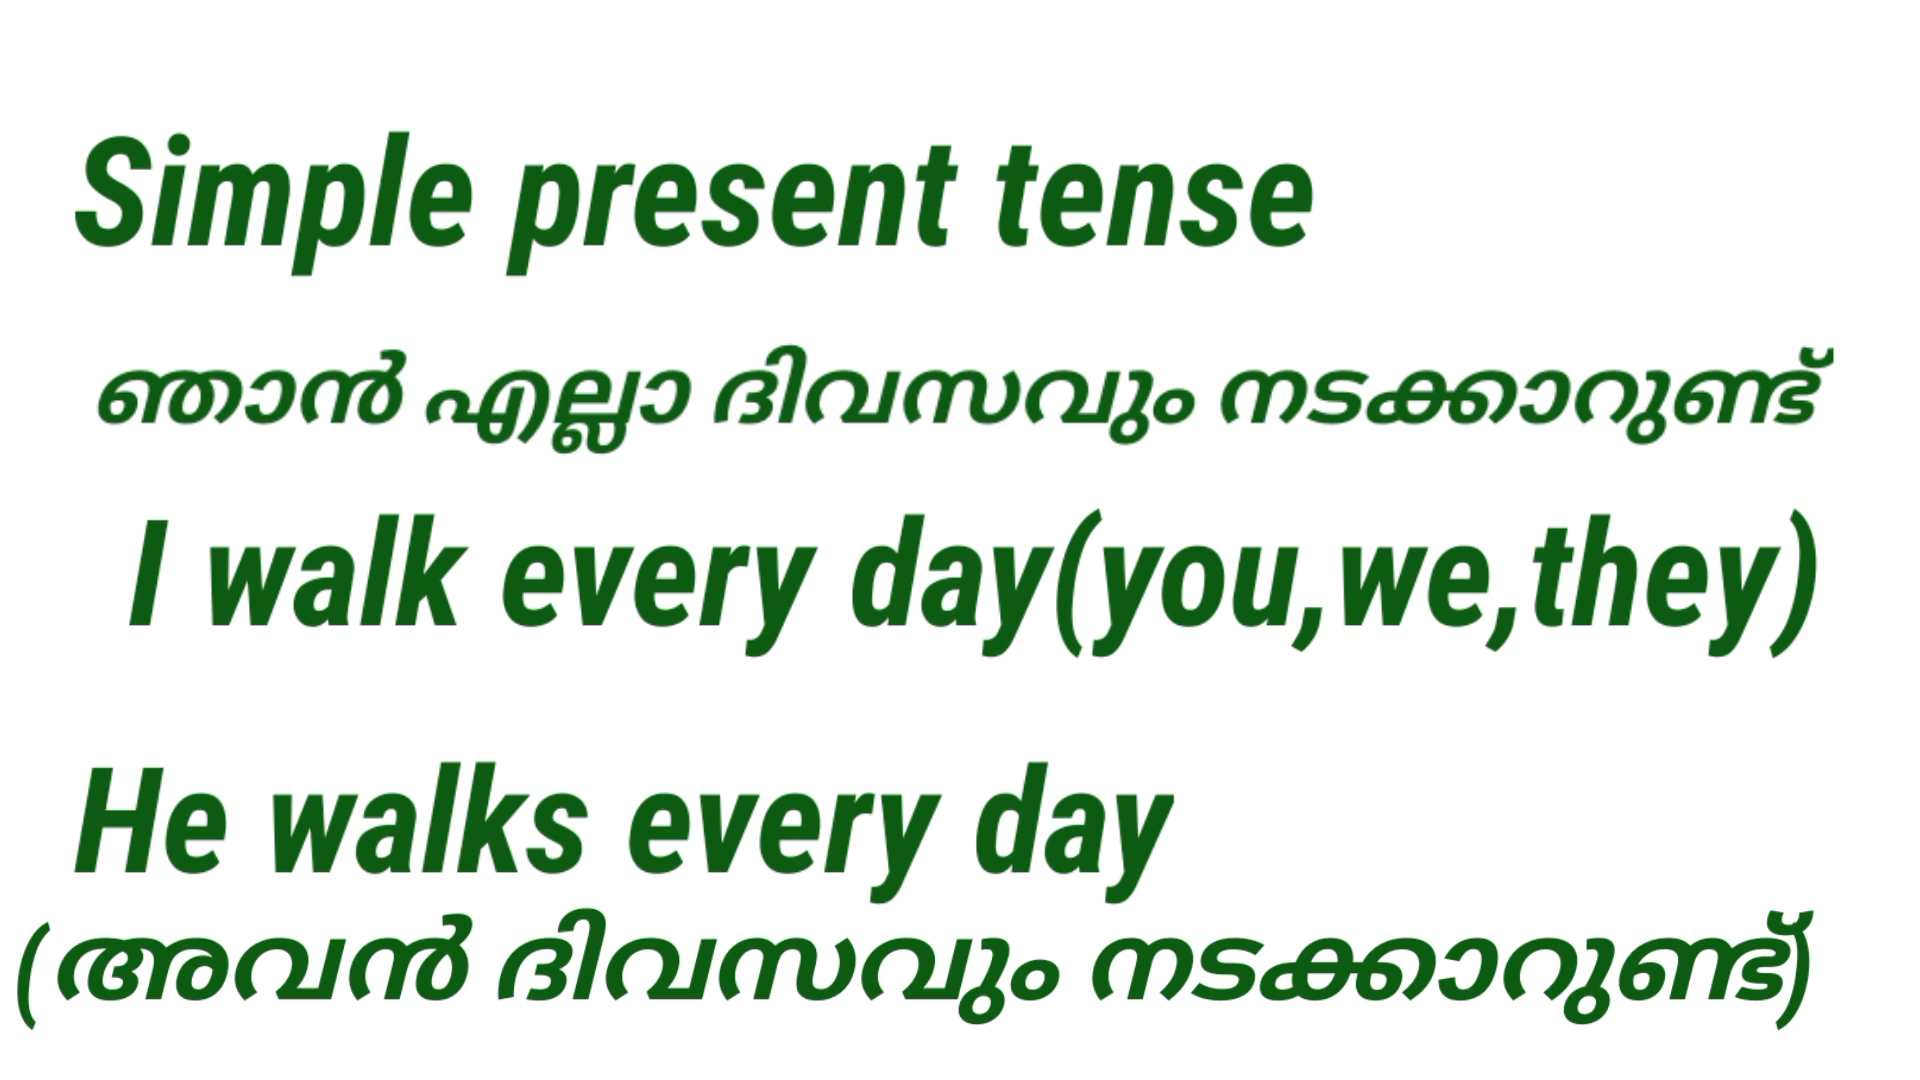 Simple present tense
ഞാൻ എല്ലാ ദിവസവും നടക്കാറുണ്ട്
I walk every day(you,we,they)
He walks every day
(അവൻ ദിവസവും നടക്കാറുണ്ട്)